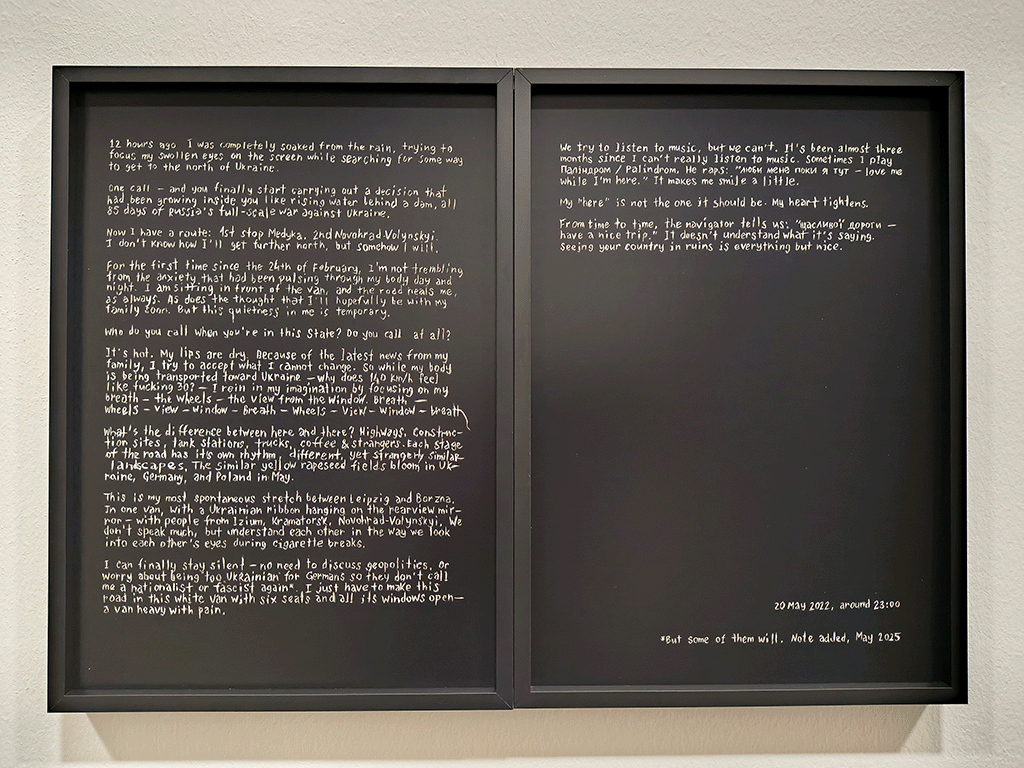 12 hours ago I was completely soaked from the rain, trying to
focus my swollen eyes on the screen while searching for some way
to get to the north of Ukraine.
One call – and you finally start carrying out a decision that
had been growing inside you like rising water behind a dam, all
85 days of russia's full-scale war against Ukraine.
Now I have a route: 1st stop Medyka, 2nd Novohrad-Volynskyi.
I don't know how I'll get further north, but somehow I will.
For the first time since the 24th of February, I'm not trembling
from the anxiety that had been pulsing through my body day and
night. I am sitting in front of the van, and the road heals me,
as always. As does the thought that I'll hopefully be with my
family soon. But this quietness in me is temporary.
Who do you call when you're in this state? Do you call at all?
It's hot. My lips are dry. Because of the latest news from my
family, I try to accept what I cannot change. So while my body
is being transported toward Ukraine – why does 140 km/h feel
like fucking 30? – I rein in my imagination by focusing on my
breath – the wheels – the view from the window. Breath –
wheels – view – window – Breath – Wheels – View – window – breath
What's the difference between here and there? Highways. Construc-
tion sites, tank stations, trucks, coffee & strangers. Each stage
of the road has its own rhythm, different, yet strangely similar
landscapes. The similar yellow rapeseed fields bloom in Uk-
raine, Germany, and Poland in May.
This is my most spontaneous stretch between Leipzig and Borzna.
In one van, with a Ukrainian ribbon hanging on the rearview mir-
ror – with people from Izium, Kramatorsk, Novohrad-Volynskyi. We
don't speak much, but understand each other in the way we look
into each other's eyes during cigarette breaks.
I can finally stay silent – no need to discuss geopolitics, or
worry about being too Ukrainian for Germans so they don't call
me a nationalist or fascist again*. I just have to make this
road in this white van with six seats and all its windows open –
a van heavy with pain.
We try to listen to music, but we can't. It's been almost three
months since I can't really listen to music. Sometimes I play
Паліндром / Palindrom. He raps: "люби мене поки я тут – love me
while I'm here." It makes me smile a little.
My "here" is not the one it should be. My heart tightens.
From time to time, the navigator tells us: "щасливої дороги –
have a nice trip." It doesn't understand what it's saying.
Seeing your country in ruins is everything but nice.
20 May 2022, around 23:00
*But some of them will. Note added, May 2025